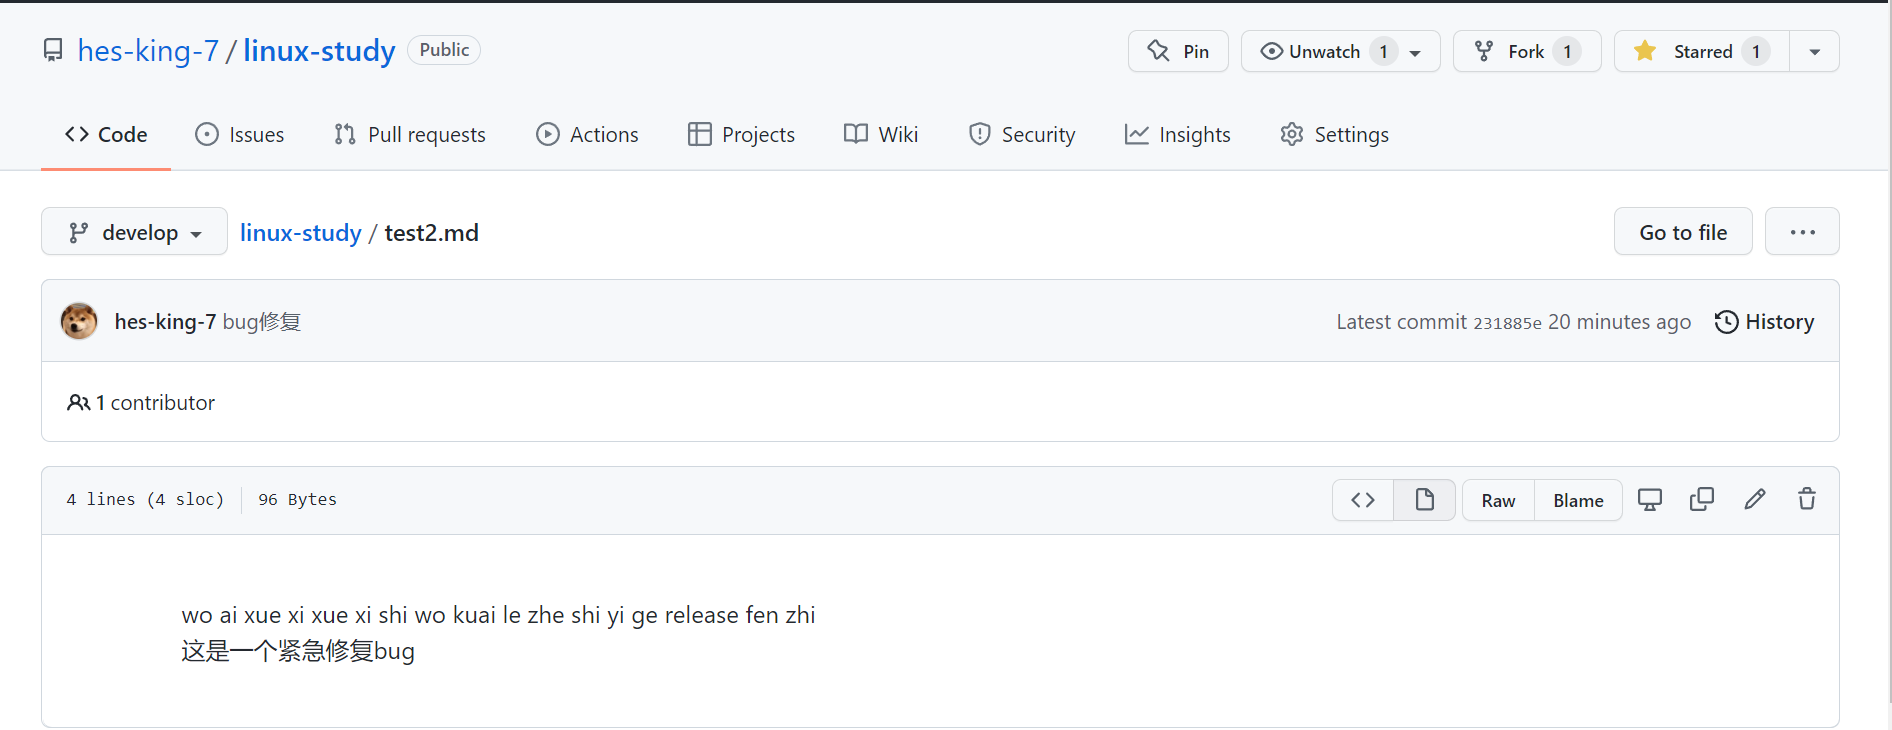 hes-king-7 / linux-study Public
Pin
Unwatch 1
Fork 1
Starred 1
Code
Issues
Pull requests
Actions
Projects
Wiki
Security
Insights
Settings
develop
linux-study / test2.md
Go to file
...
hes-king-7 bug修复
Latest commit 231885e 20 minutes ago
History
1 contributor
4 lines (4 sloc)
96 Bytes
Raw
Blame
wo ai xue xi xue xi shi wo kuai le zhe shi yi ge release fen zhi
这是一个紧急修复bug